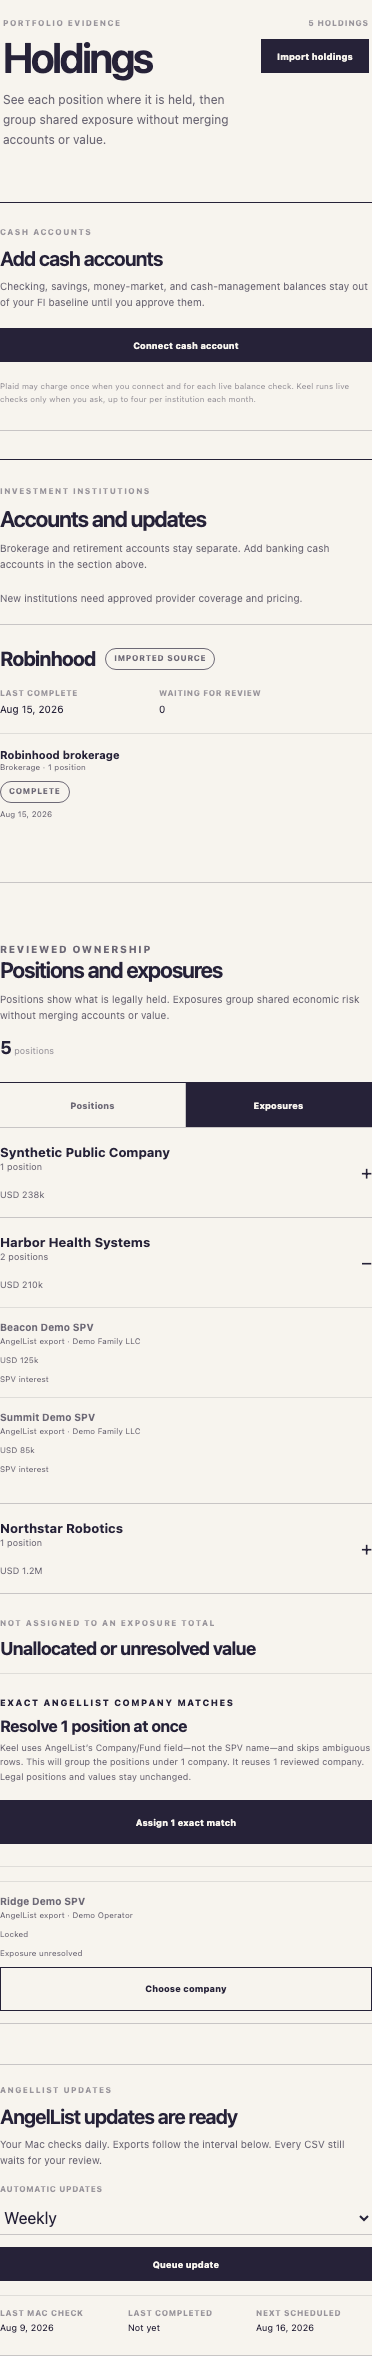 PORTFOLIO EVIDENCE
5 HOLDINGS
Holdings
Import holdings
See each position where it is held, then
group shared exposure without merging
accounts or value.
CASH ACCOUNTS
Add cash accounts
Checking, savings, money-market, and cash-management balances stay out
of your FI baseline until you approve them.
Connect cash account
Plaid may charge once when you connect and for each live balance check. Keel runs live
checks only when you ask, up to four per institution each month.
INVESTMENT INSTITUTIONS
Accounts and updates
Brokerage and retirement accounts stay separate. Add banking cash
accounts in the section above.
New institutions need approved provider coverage and pricing.
Robinhood
IMPORTED SOURCE
LAST COMPLETE
WAITING FOR REVIEW
Aug 15, 2026
0
Robinhood brokerage
Brokerage · 1 position
COMPLETE
Aug 15, 2026
REVIEWED OWNERSHIP
Positions and exposures
Positions show what is legally held. Exposures group shared economic risk
without merging accounts or value.
5 positions
Positions
Exposures
Synthetic Public Company
1 position
+
USD 238k
Harbor Health Systems
2 positions
−
USD 210k
Beacon Demo SPV
AngelList export · Demo Family LLC
USD 125k
SPV interest
Summit Demo SPV
AngelList export · Demo Family LLC
USD 85k
SPV interest
Northstar Robotics
1 position
+
USD 1.2M
NOT ASSIGNED TO AN EXPOSURE TOTAL
Unallocated or unresolved value
EXACT ANGELLIST COMPANY MATCHES
Resolve 1 position at once
Keel uses AngelList's Company/Fund field—not the SPV name—and skips ambiguous
rows. This will group the positions under 1 company. It reuses 1 reviewed company.
Legal positions and values stay unchanged.
Assign 1 exact match
Ridge Demo SPV
AngelList export · Demo Operator
Locked
Exposure unresolved
Choose company
ANGELLIST UPDATES
AngelList updates are ready
Your Mac checks daily. Exports follow the interval below. Every CSV still
waits for your review.
AUTOMATIC UPDATES
Weekly
Queue update
LAST MAC CHECK
LAST COMPLETED
NEXT SCHEDULED
Aug 9, 2026
Not yet
Aug 16, 2026